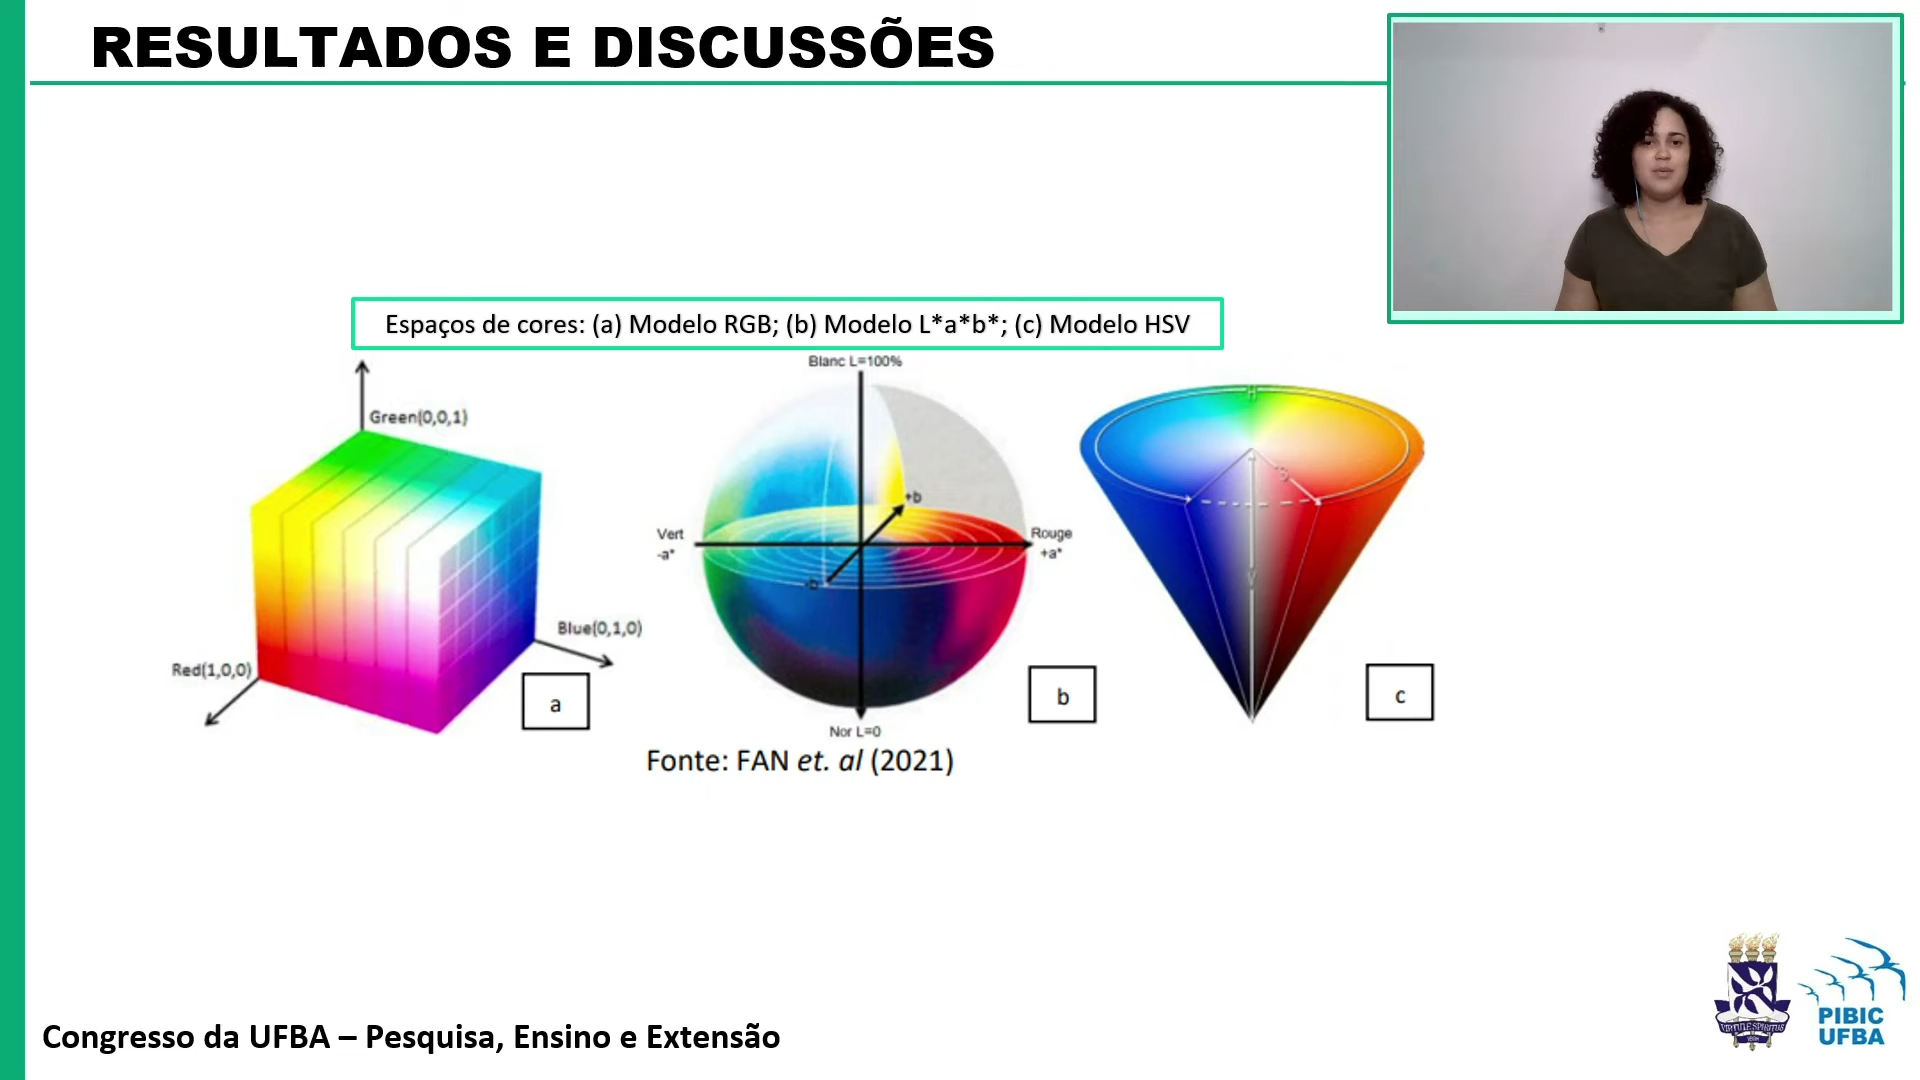 RESULTADOS E DISCUSSÕES
Espaços de cores: (a) Modelo RGB; (b) Modelo L*a*b*; (c) Modelo HSV
Green(0,0,1)
Blue(0,1,0)
Red(1,0,0)
a
Blanc L=100%
+b
Vert
-a*
Rouge
+a*
-b
Nor L=0
b
H
S
V
c
Fonte: FAN et. al (2021)
Congresso da UFBA – Pesquisa, Ensino e Extensão
VIRTUTE SPIRITUS
PIBIC
UFBA